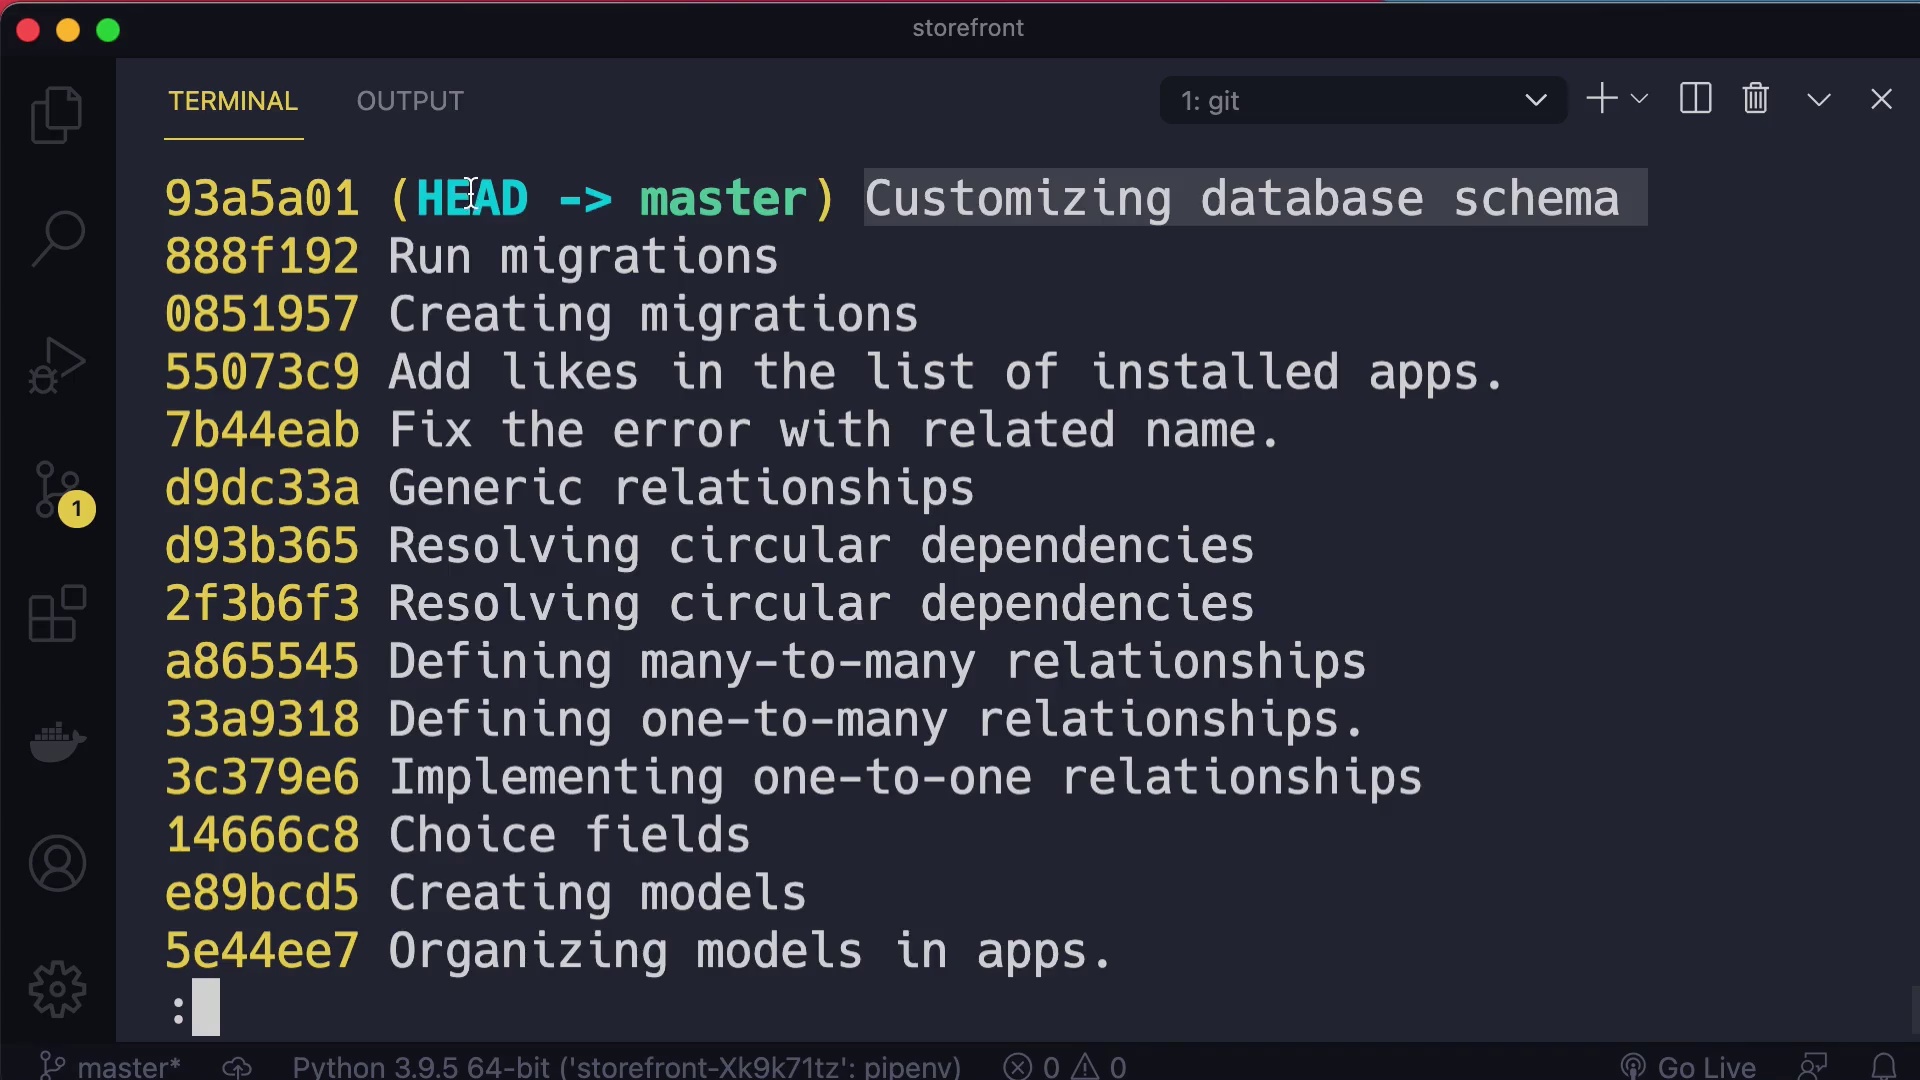 storefront
TERMINAL OUTPUT 1: git
93a5a01 (HEAD -> master) Customizing database schema
888f192 Run migrations
0851957 Creating migrations
55073c9 Add likes in the list of installed apps.
7b44eab Fix the error with related name.
d9dc33a Generic relationships
d93b365 Resolving circular dependencies
2f3b6f3 Resolving circular dependencies
a865545 Defining many-to-many relationships
33a9318 Defining one-to-many relationships.
3c379e6 Implementing one-to-one relationships
14666c8 Choice fields
e89bcd5 Creating models
5e44ee7 Organizing models in apps.
:
1
master* Python 3.9.5 64-bit ('storefront-Xk9k71tz': pipenv) 0 0 Go Live